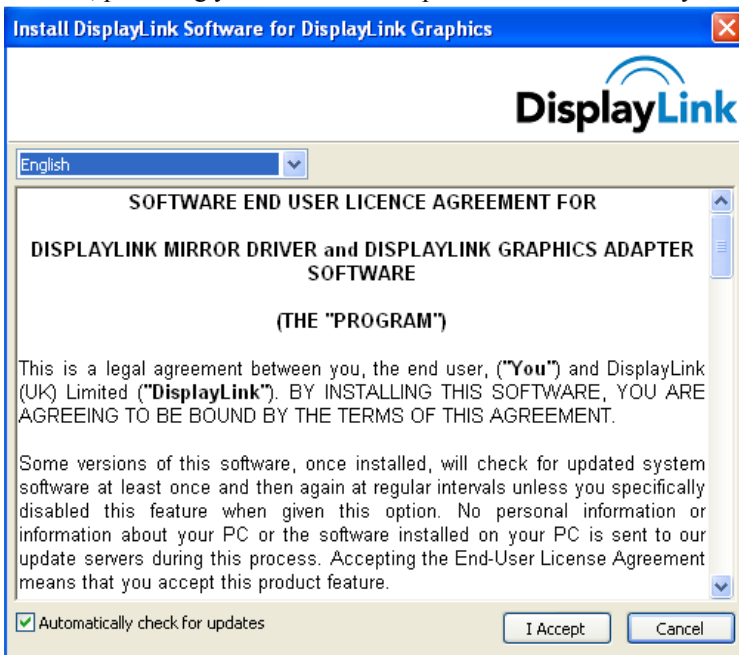 Install DisplayLink Software for DisplayLink Graphics
DisplayLink
English
SOFTWARE END USER LICENCE AGREEMENT FOR
DISPLAYLINK MIRROR DRIVER and DISPLAYLINK GRAPHICS ADAPTER
SOFTWARE
(THE "PROGRAM")
This is a legal agreement between you, the end user, ("You") and DisplayLink
(UK) Limited ("DisplayLink"). BY INSTALLING THIS SOFTWARE, YOU ARE
AGREEING TO BE BOUND BY THE TERMS OF THIS AGREEMENT.
Some versions of this software, once installed, will check for updated system
software at least once and then again at regular intervals unless you specifically
disabled this feature when given this option. No personal information or
information about your PC or the software installed on your PC is sent to our
update servers during this process. Accepting the End-User License Agreement
means that you accept this product feature.
Automatically check for updates
I Accept
Cancel